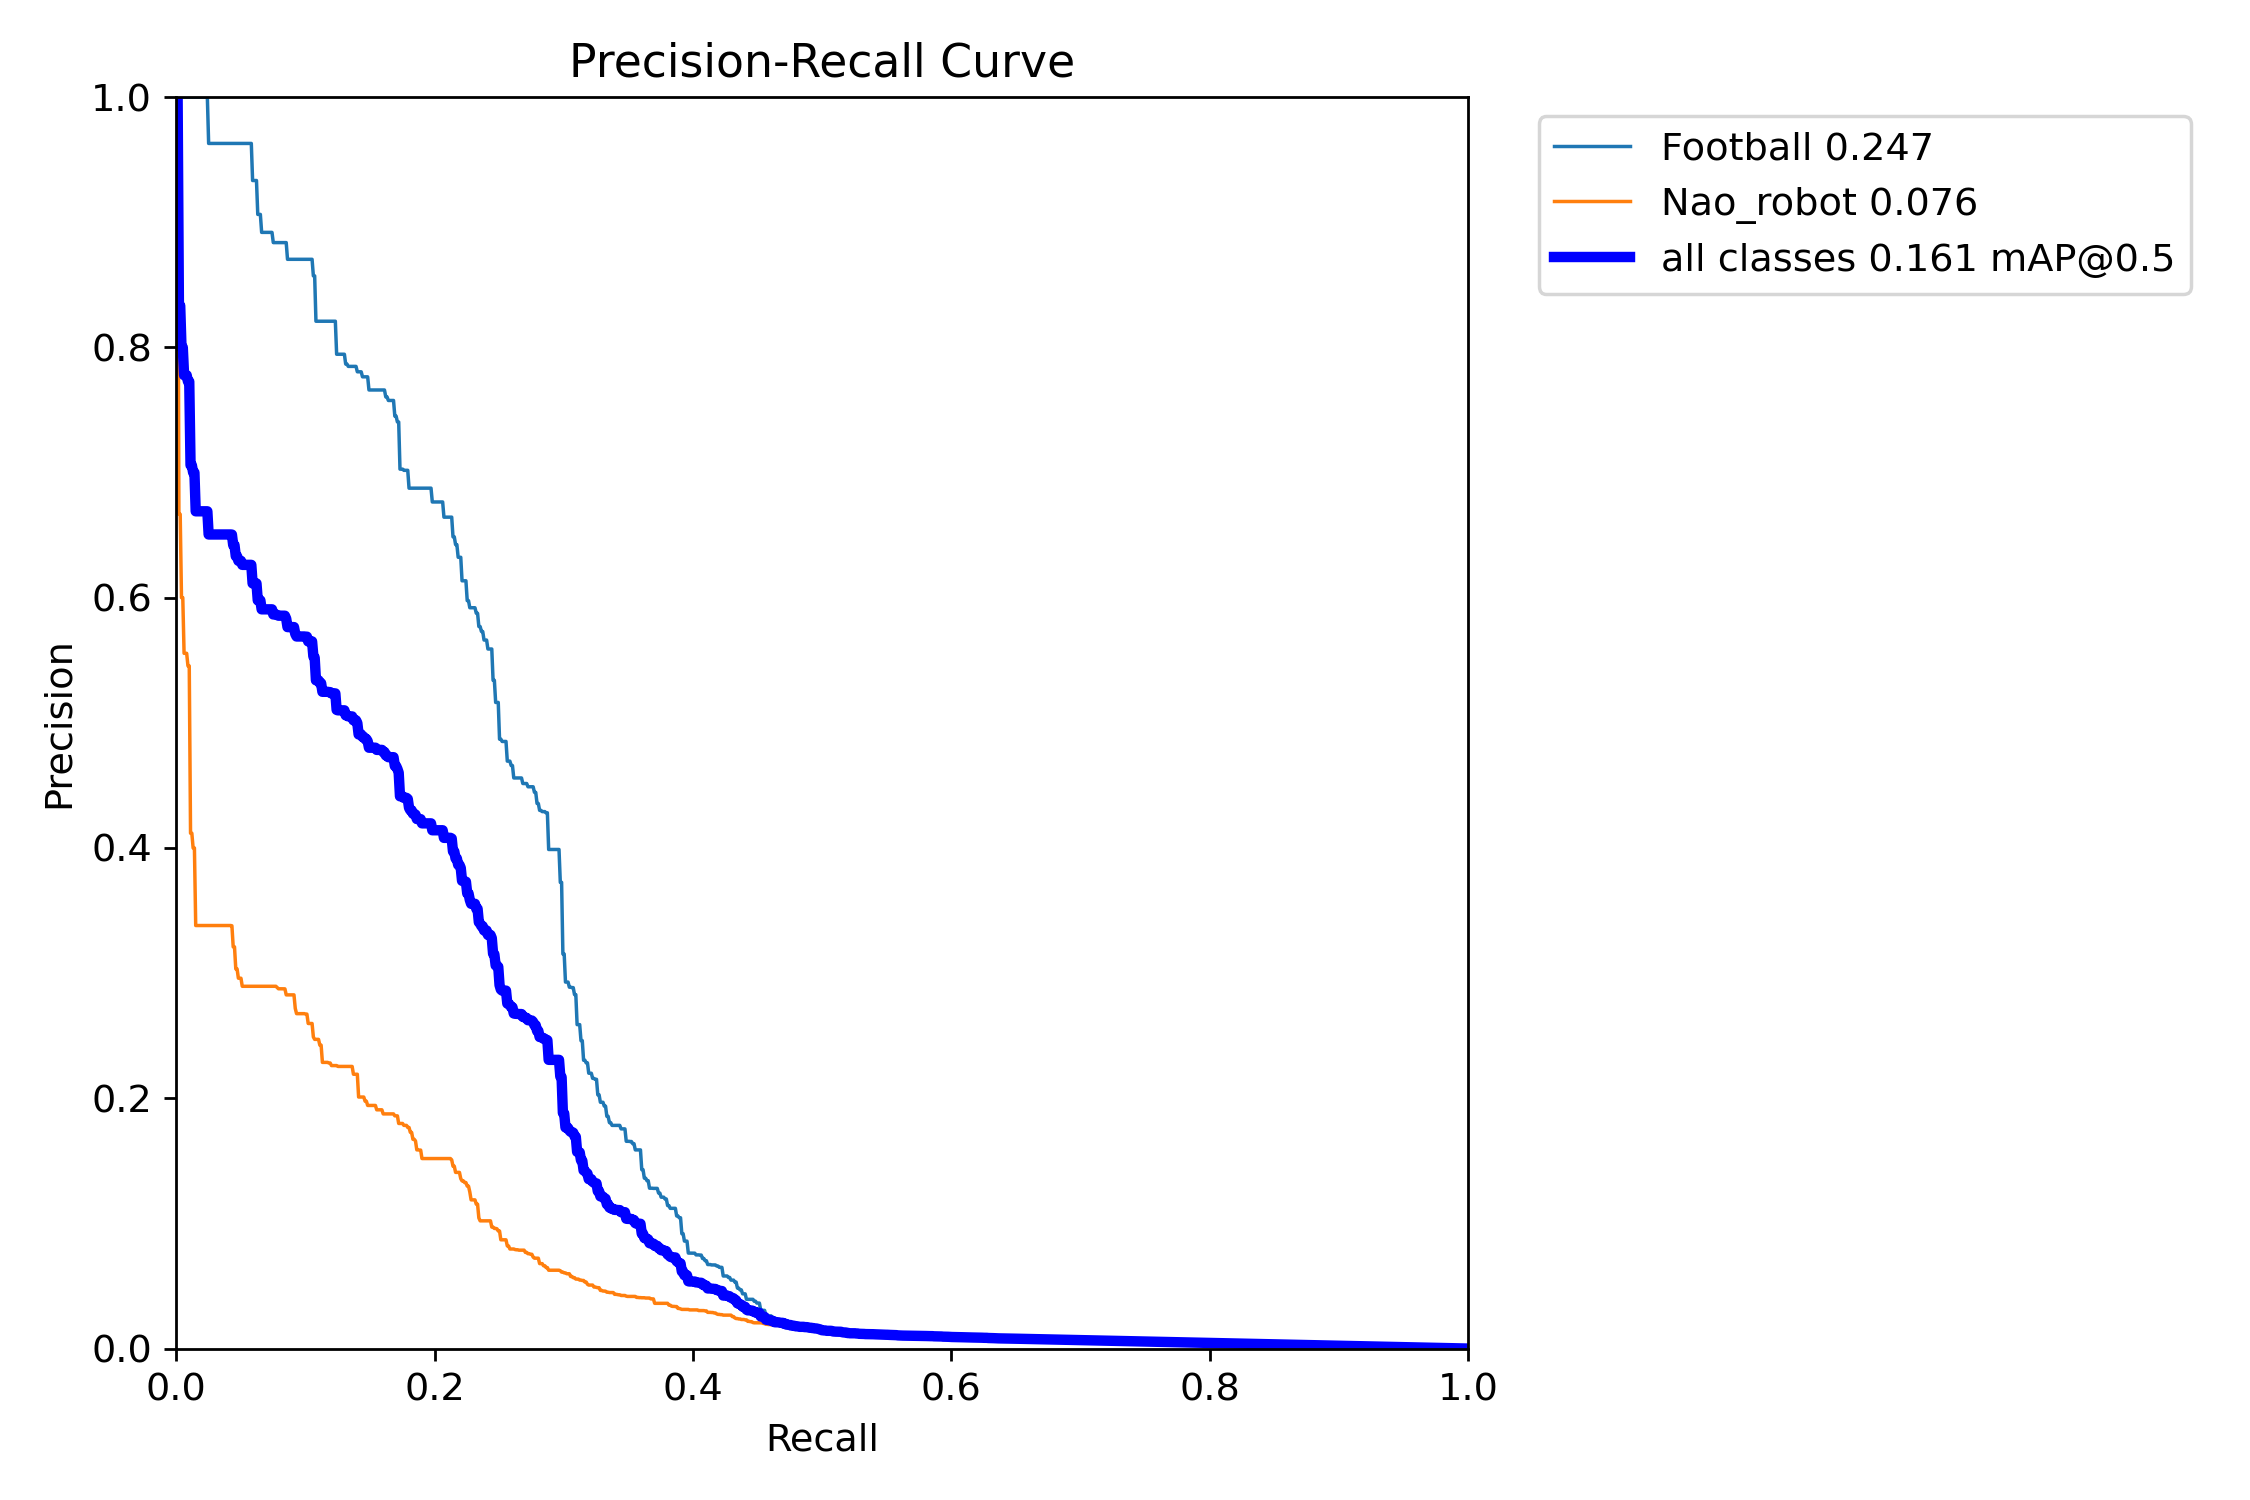 Precision-Recall Curve
1.0
0.8
0.6
0.4
0.2
0.0
Precision
0.0 0.2 0.4 0.6 0.8 1.0
Recall
Football 0.247
Nao_robot 0.076
all classes 0.161 mAP@0.5